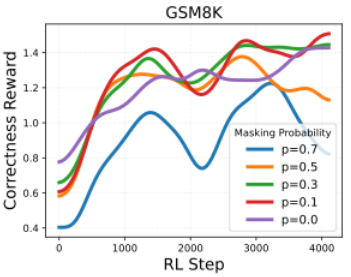 GSM8K
Correctness Reward
1.4
1.2
1.0
0.8
0.6
0.4
Masking Probability
p=0.7
p=0.5
p=0.3
p=0.1
p=0.0
0
1000
2000
3000
4000
RL Step